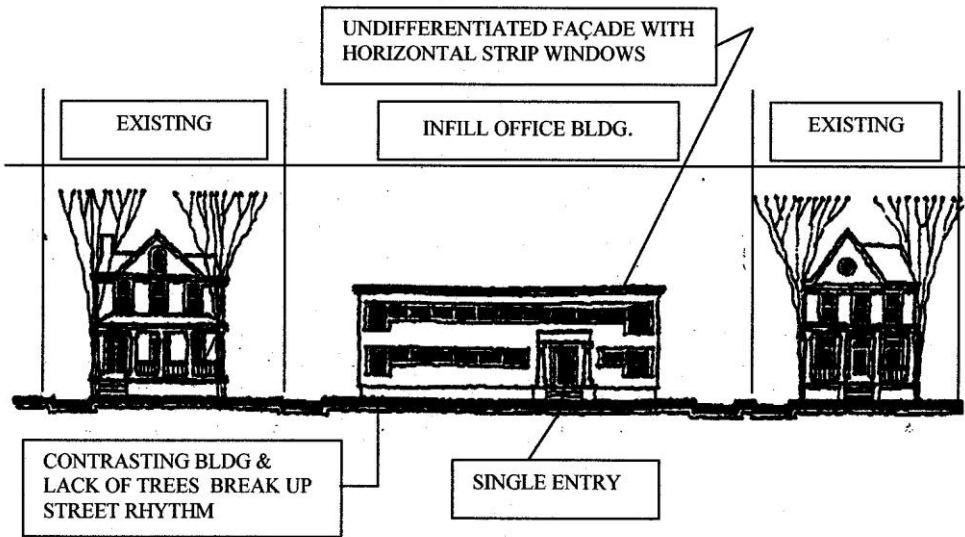 UNDIFFERENTIATED FAÇADE WITH
HORIZONTAL STRIP WINDOWS
EXISTING
INFILL OFFICE BLDG.
EXISTING
CONTRASTING BLDG &
LACK OF TREES BREAK UP
STREET RHYTHM
SINGLE ENTRY